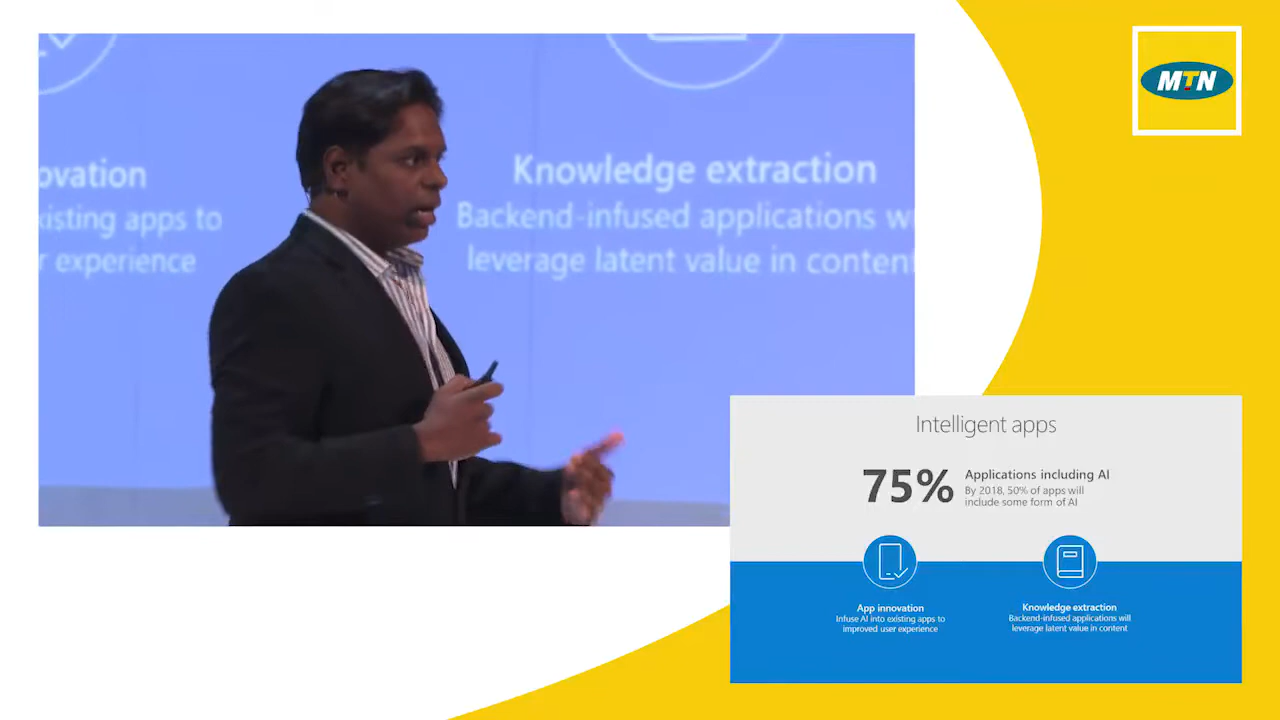 ovation
xisting apps to
r experience
Knowledge extraction
Backend-infused applications w
leverage latent value in content
MTN
Intelligent apps
75%
Applications including AI
By 2018, 50% of apps will
include some form of AI
App innovation
Infuse AI into existing apps to
improved user experience
Knowledge extraction
Backend-infused applications will
leverage latent value in content